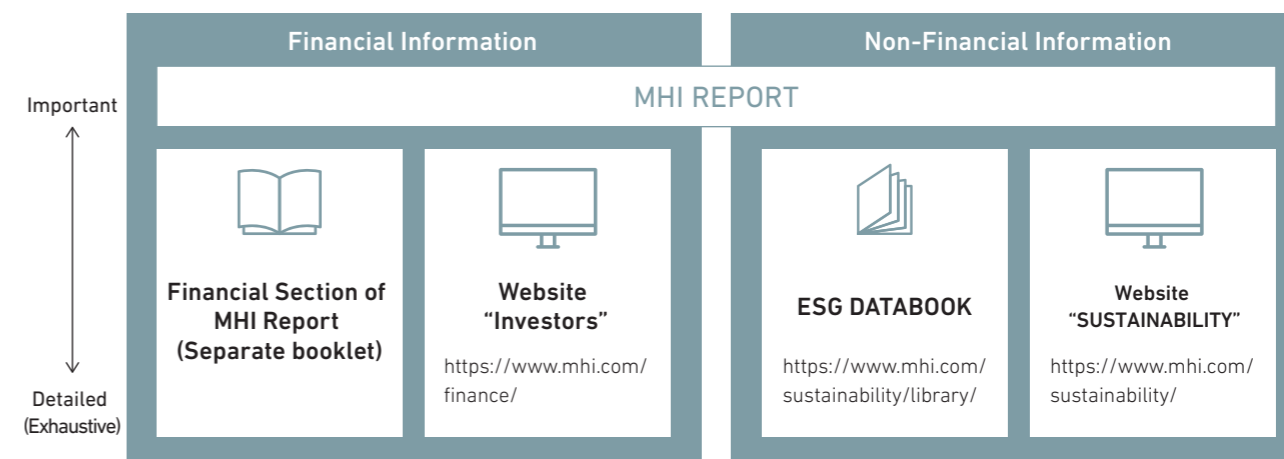 Financial Information
Non-Financial Information
MHI REPORT
Important
Detailed
(Exhaustive)
Financial Section of
MHI Report
(Separate booklet)
Website
“Investors”
https://www.mhi.com/
finance/
ESG DATABOOK
https://www.mhi.com/
sustainability/library/
Website
“SUSTAINABILITY”
https://www.mhi.com/
sustainability/